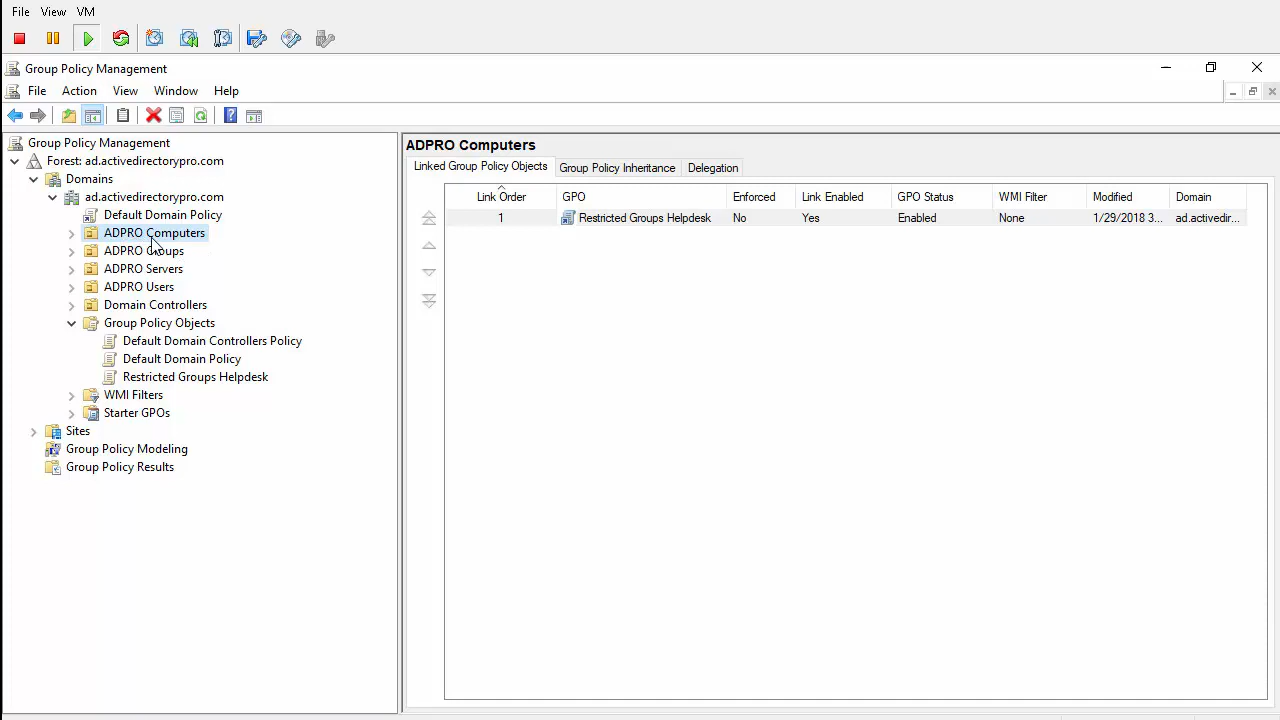 File View VM
Group Policy Management
File Action View Window Help
Group Policy Management
Forest: ad.activedirectorypro.com
Domains
ad.activedirectorypro.com
Default Domain Policy
ADPRO Computers
ADPRO Groups
ADPRO Servers
ADPRO Users
Domain Controllers
Group Policy Objects
Default Domain Controllers Policy
Default Domain Policy
Restricted Groups Helpdesk
WMI Filters
Starter GPOs
Sites
Group Policy Modeling
Group Policy Results
ADPRO Computers
Linked Group Policy Objects Group Policy Inheritance Delegation
Link Order GPO Enforced Link Enabled GPO Status WMI Filter Modified Domain
1 Restricted Groups Helpdesk No Yes Enabled None 1/29/2018 3... ad.activedir...